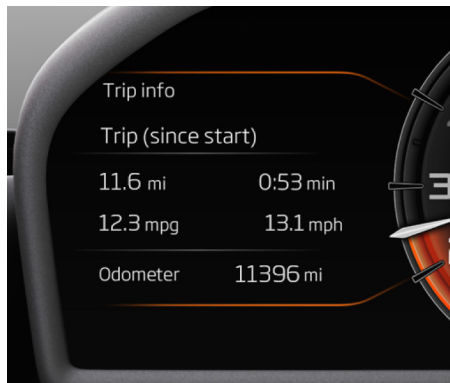 Trip info
Trip (since start)
11.6 mi 0:53 min
12.3 mpg 13.1 mph
Odometer 11396 mi
3